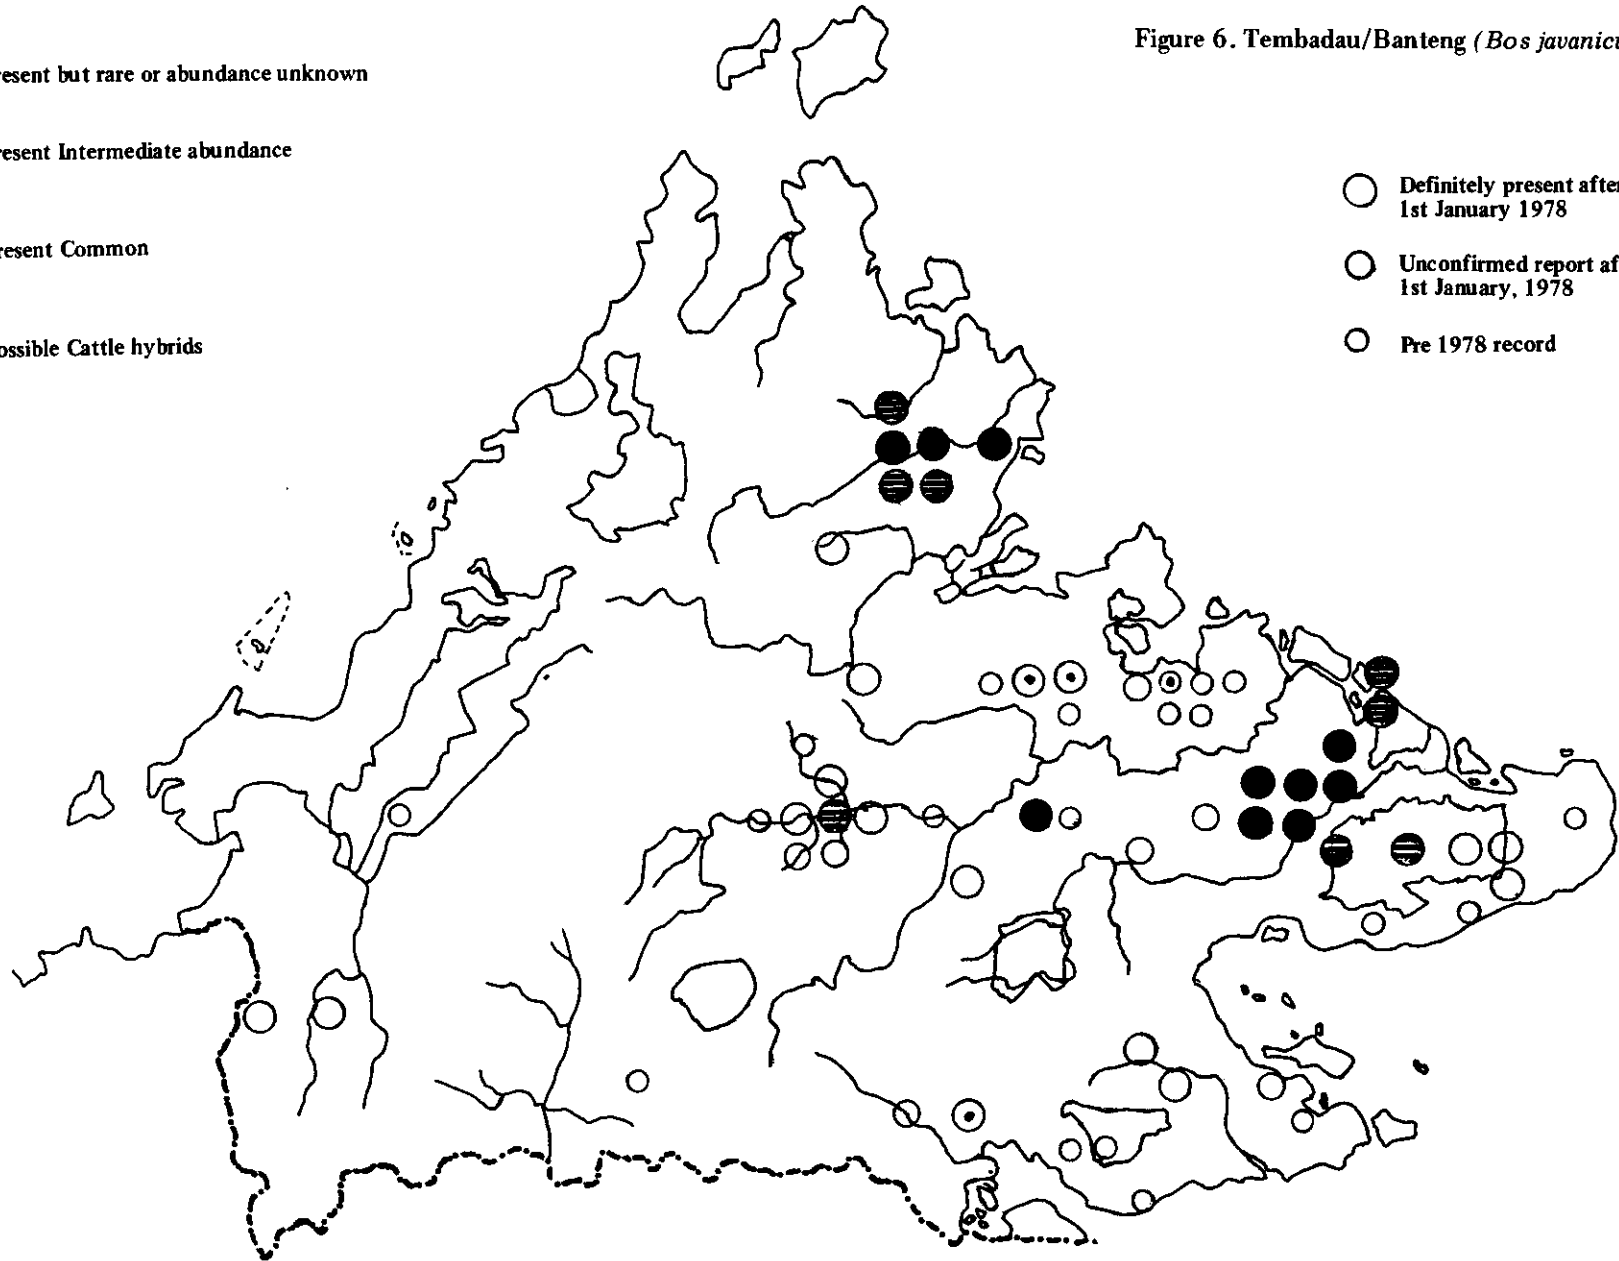 Figure 6. Tembadau/Banteng (Bos javanicu
resent but rare or abundance unknown
resent Intermediate abundance
resent Common
ossible Cattle hybrids
Definitely present after
1st January 1978
Unconfirmed report af
1st January, 1978
Pre 1978 record